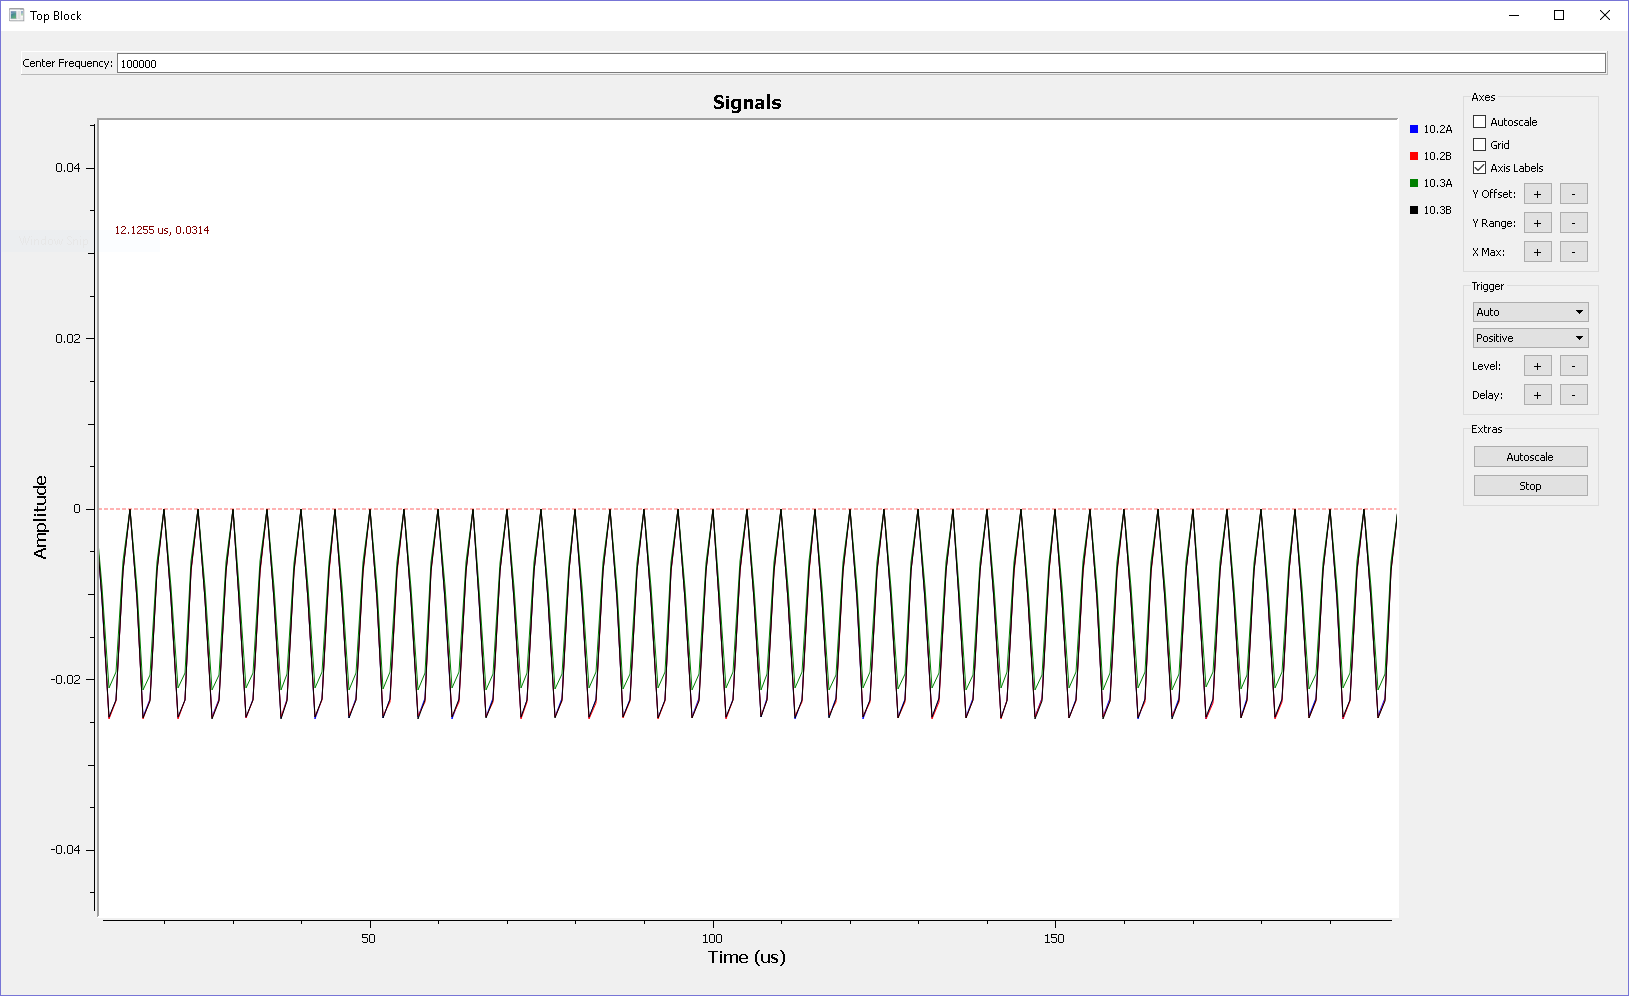 Top Block
Center Frequency: 100000
Signals
Axes
Autoscale
Grid
Axis Labels
Y Offset: + -
Y Range: + -
X Max: + -
Trigger
Auto
Positive
Level: + -
Delay: + -
Extras
Autoscale
Stop
10.2A
10.2B
10.3A
10.3B
12.1255 us, 0.0314
0.04
0.02
0
-0.02
-0.04
Amplitude
50 100 150
Time (us)